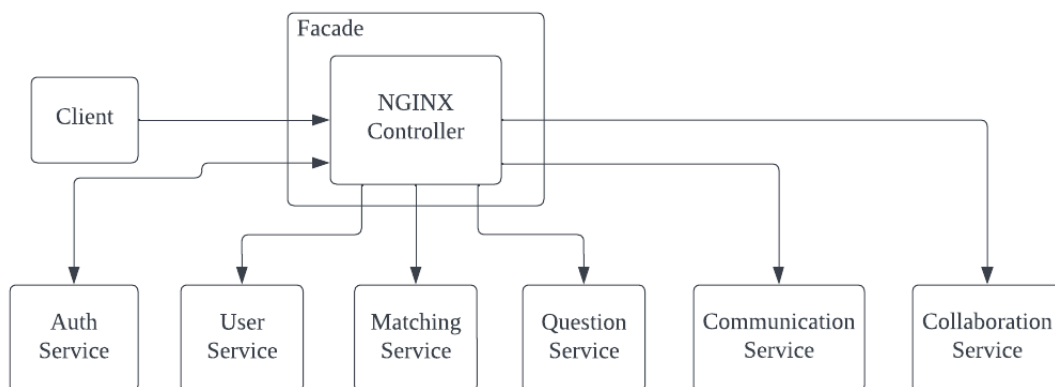 Facade
NGINX
Controller
Client
Auth
Service
User
Service
Matching
Service
Question
Service
Communication
Service
Collaboration
Service